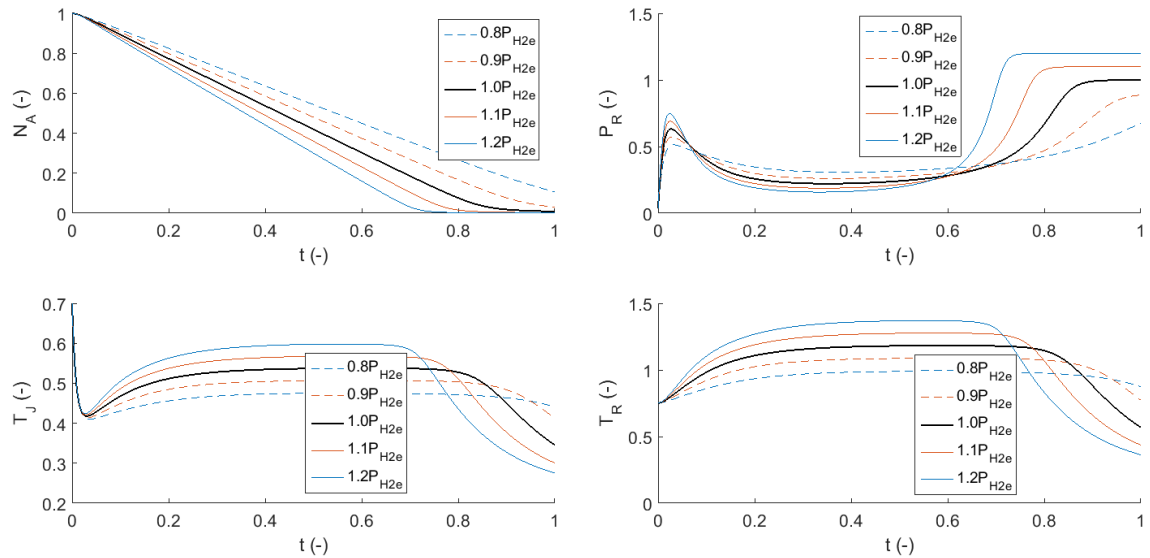 1
0.8
0.6
0.4
0.2
0
N_A (-)
0 0.2 0.4 0.6 0.8 1
t (-)
0.8P_H2e
0.9P_H2e
1.0P_H2e
1.1P_H2e
1.2P_H2e
1.5
1
0.5
0
P_R (-)
0 0.2 0.4 0.6 0.8 1
t (-)
0.8P_H2e
0.9P_H2e
1.0P_H2e
1.1P_H2e
1.2P_H2e
0.7
0.6
0.5
0.4
0.3
0.2
T_J (-)
0 0.2 0.4 0.6 0.8 1
t (-)
0.8P_H2e
0.9P_H2e
1.0P_H2e
1.1P_H2e
1.2P_H2e
1.5
1
0.5
0
T_R (-)
0 0.2 0.4 0.6 0.8 1
t (-)
0.8P_H2e
0.9P_H2e
1.0P_H2e
1.1P_H2e
1.2P_H2e